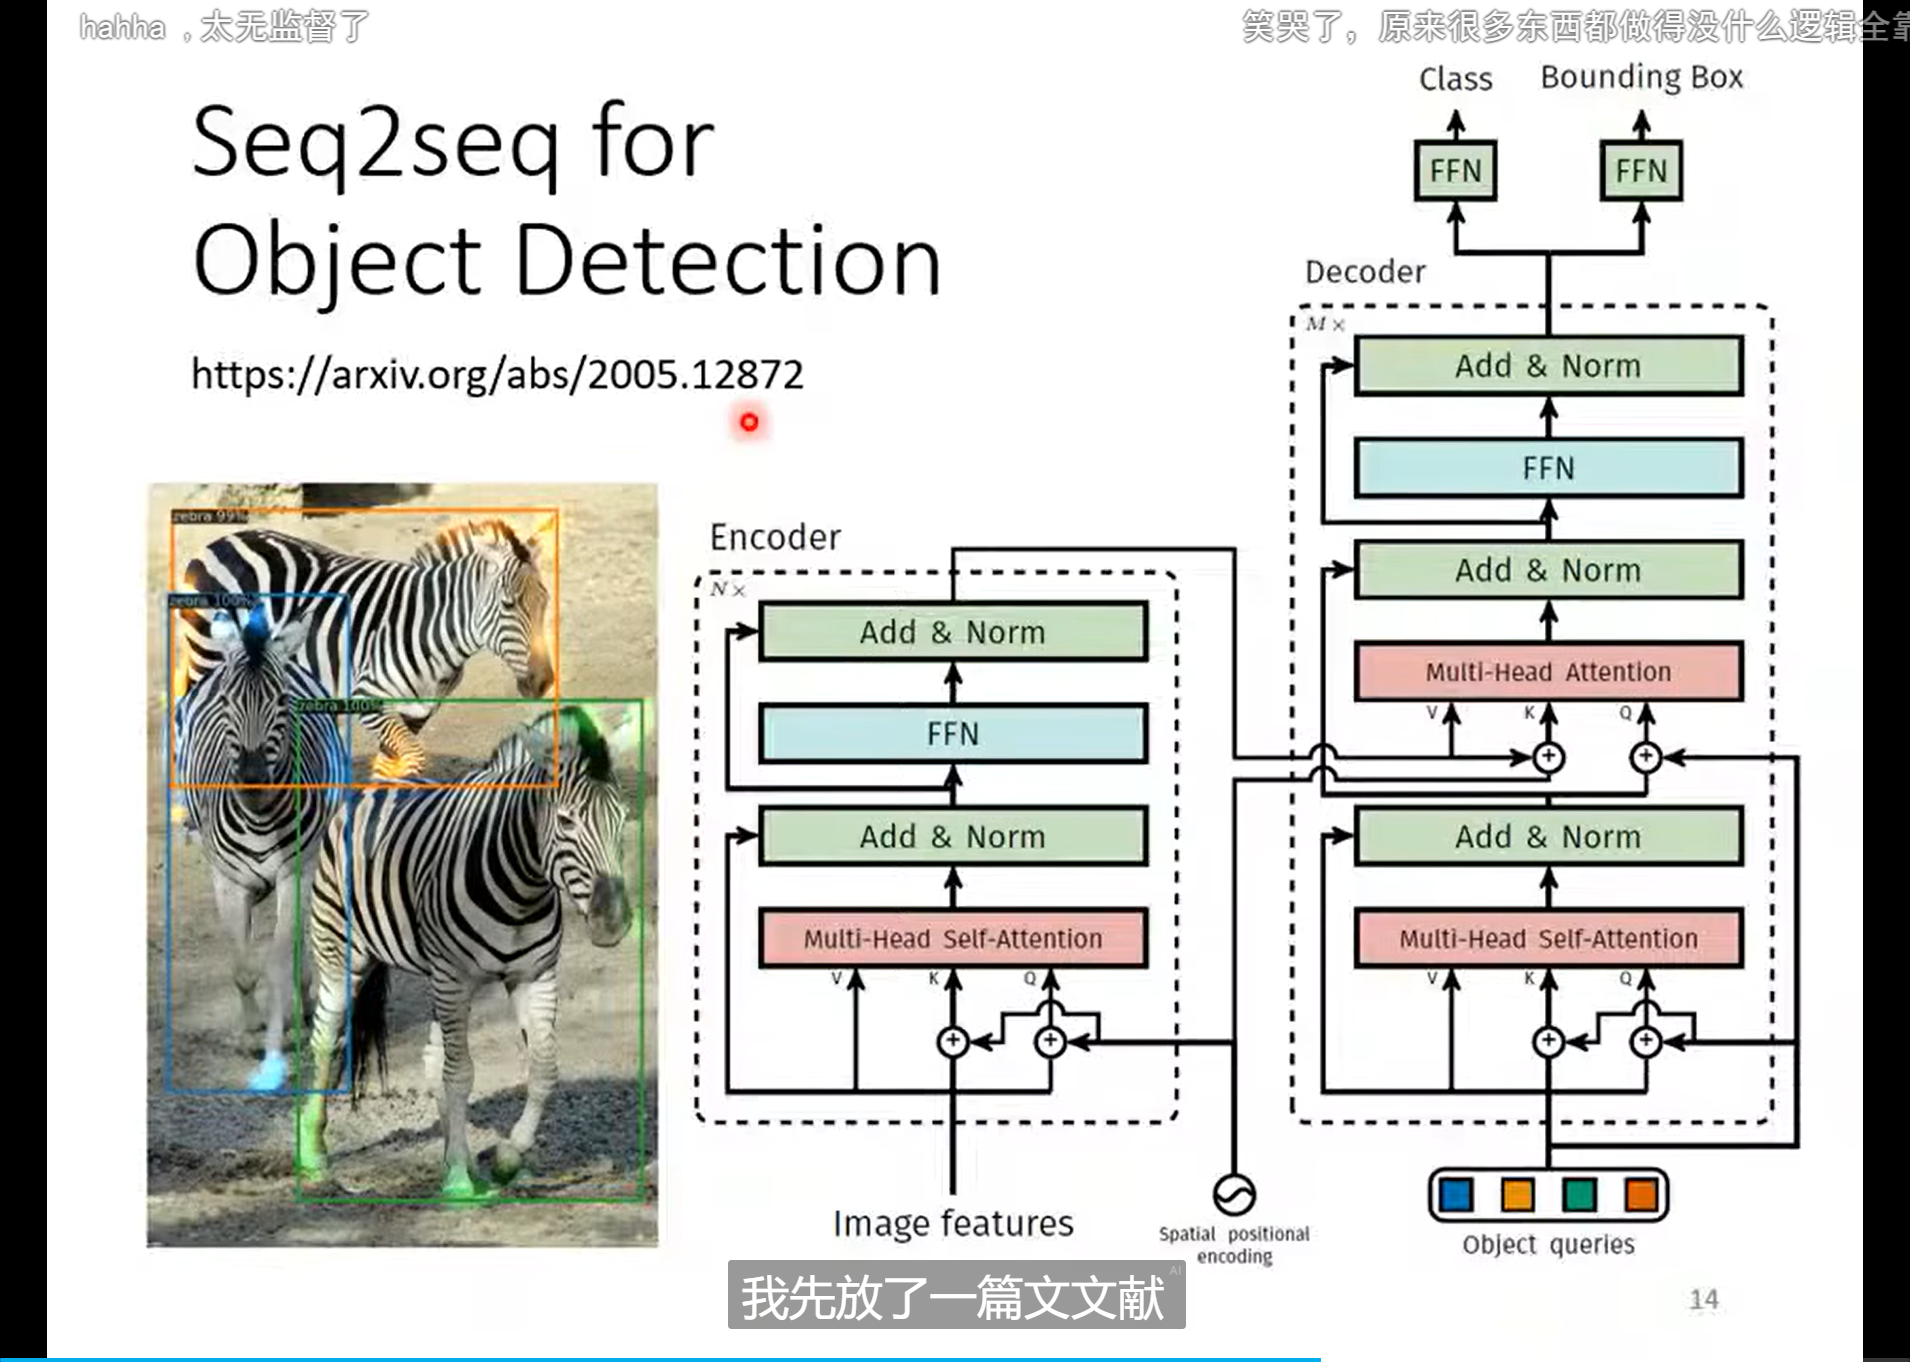 hahha ，太无监督了
笑哭了，原来很多东西都做得没什么逻辑全靠
Seq2seq for
Object Detection
https://arxiv.org/abs/2005.12872
zebra 99%
zebra 100%
zebra 100%
Encoder
N×
Add & Norm
FFN
Add & Norm
Multi-Head Self-Attention
V K Q
Image features
Spatial positional
encoding
Class Bounding Box
FFN FFN
Decoder
M×
Add & Norm
FFN
Add & Norm
Multi-Head Attention
V K Q
Add & Norm
Multi-Head Self-Attention
V K Q
Object queries
我先放了一篇文文献
AI
14